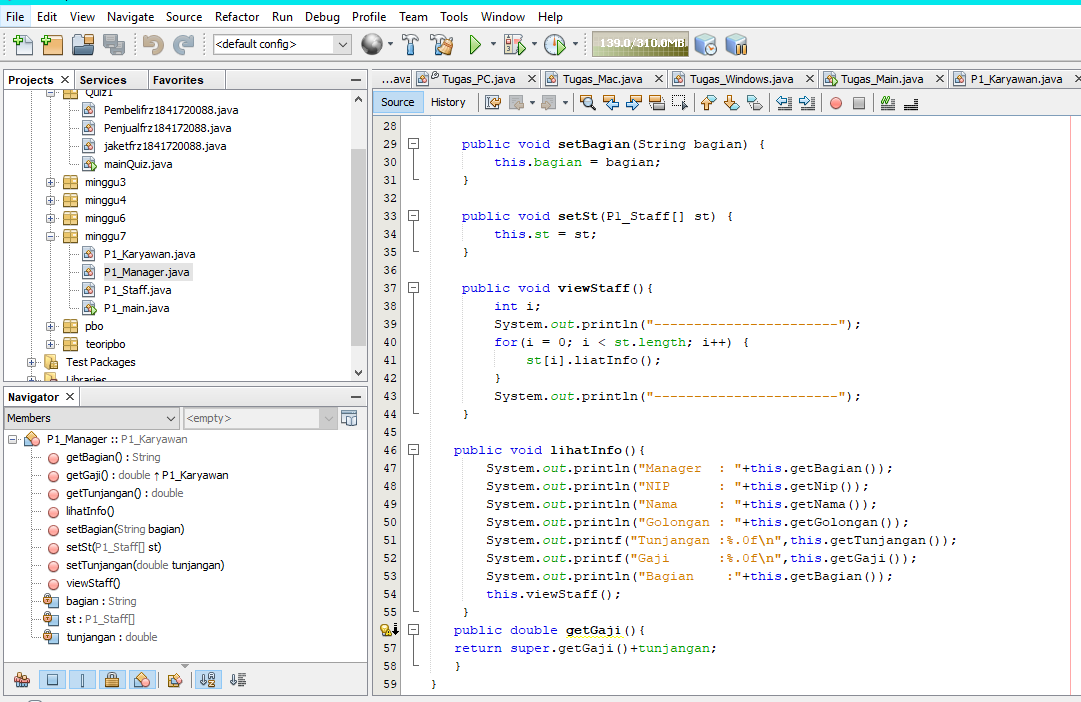 File Edit View Navigate Source Refactor Run Debug Profile Team Tools Window Help
<default config>
139.0/310.0MB
Projects Services Favorites
Quiz1
Pembelifrz1841720088.java
Penjualfrz184172088.java
jaketfrz1841720088.java
mainQuiz.java
minggu3
minggu4
minggu6
minggu7
P1_Karyawan.java
P1_Manager.java
P1_Staff.java
P1_main.java
pbo
teoripbo
Test Packages
Libraries
Navigator
Members <empty>
P1_Manager :: P1_Karyawan
getBagian() : String
getGaji() : double ↑ P1_Karyawan
getTunjangan() : double
lihatInfo()
setBagian(String bagian)
setSt(P1_Staff[] st)
setTunjangan(double tunjangan)
viewStaff()
bagian : String
st : P1_Staff[]
tunjangan : double
...ava Tugas_PC.java Tugas_Mac.java Tugas_Windows.java Tugas_Main.java P1_Karyawan.java
Source History
28
29 public void setBagian(String bagian) {
30 this.bagian = bagian;
31 }
32
33 public void setSt(P1_Staff[] st) {
34 this.st = st;
35 }
36
37 public void viewStaff(){
38 int i;
39 System.out.println("-----------------------");
40 for(i = 0; i < st.length; i++) {
41 st[i].liatInfo();
42 }
43 System.out.println("-----------------------");
44 }
45
46 public void lihatInfo(){
47 System.out.println("Manager  : "+this.getBagian());
48 System.out.println("NIP      : "+this.getNip());
49 System.out.println("Nama     : "+this.getNama());
50 System.out.println("Golongan : "+this.getGolongan());
51 System.out.printf("Tunjangan :%.0f\n",this.getTunjangan());
52 System.out.printf("Gaji      :%.0f\n",this.getGaji());
53 System.out.println("Bagian    :"+this.getBagian());
54 this.viewStaff();
55 }
public double getGaji(){
57 return super.getGaji()+tunjangan;
58 }
59 }